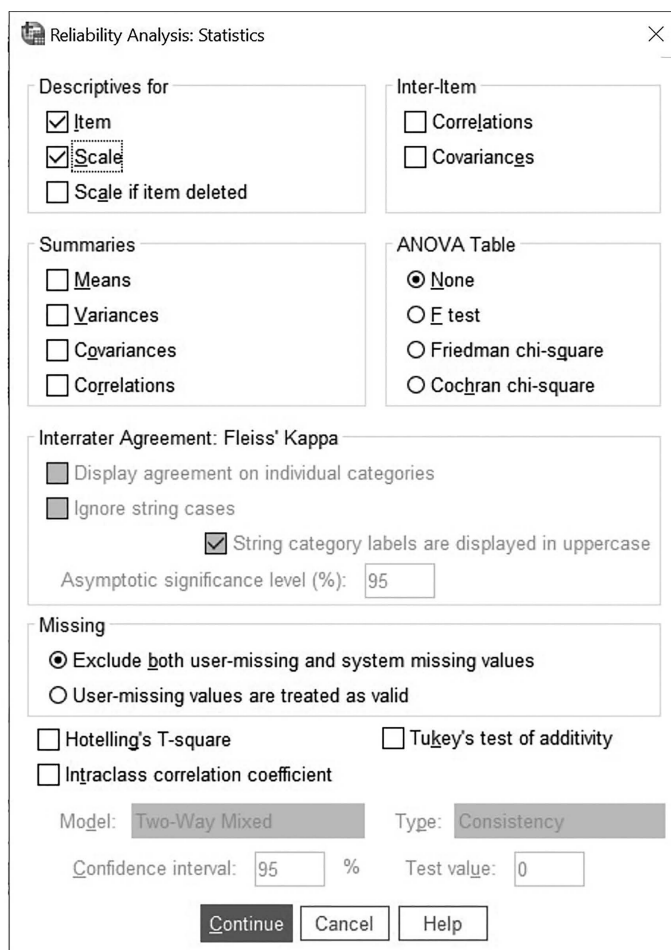 Reliability Analysis: Statistics
Descriptives for
Item
Scale
Scale if item deleted
Inter-Item
Correlations
Covariances
Summaries
Means
Variances
Covariances
Correlations
ANOVA Table
None
F test
Friedman chi-square
Cochran chi-square
Interrater Agreement: Fleiss' Kappa
Display agreement on individual categories
Ignore string cases
String category labels are displayed in uppercase
Asymptotic significance level (%): 95
Missing
Exclude both user-missing and system missing values
User-missing values are treated as valid
Hotelling's T-square Tukey's test of additivity
Intraclass correlation coefficient
Model: Two-Way Mixed Type: Consistency
Confidence interval: 95 % Test value: 0
Continue Cancel Help